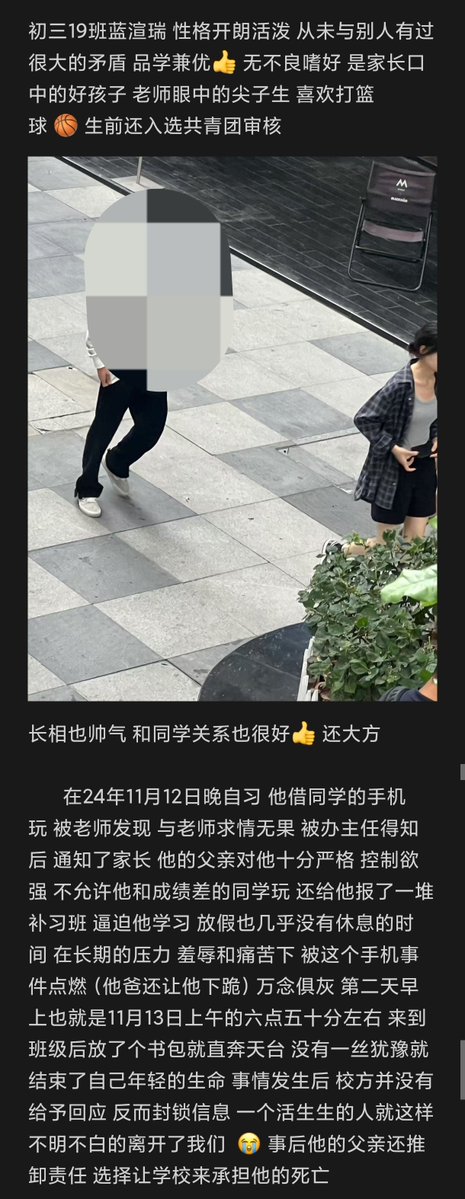 初三19班蓝渲瑞 性格开朗活泼 从未与别人有过
很大的矛盾 品学兼优👍 无不良嗜好 是家长口
中的好孩子 老师眼中的尖子生 喜欢打篮
球 🏀 生前还入选共青团审核
长相也帅气 和同学关系也很好👍 还大方
在24年11月12日晚自习 他借同学的手机
玩 被老师发现 与老师求情无果 被办主任得知
后 通知了家长 他的父亲对他十分严格 控制欲
强 不允许他和成绩差的同学玩 还给他报了一堆
补习班 逼迫他学习 放假也几乎没有休息的时
间 在长期的压力 羞辱和痛苦下 被这个手机事
件点燃（他爸还让他下跪）万念俱灰 第二天早
上也就是11月13日上午的六点五十分左右 来到
班级后放了个书包就直奔天台 没有一丝犹豫就
结束了自己年轻的生命 事情发生后 校方并没有
给予回应 反而封锁信息 一个活生生的人就这样
不明不白的离开了我们 😭 事后他的父亲还推
卸责任 选择让学校来承担他的死亡